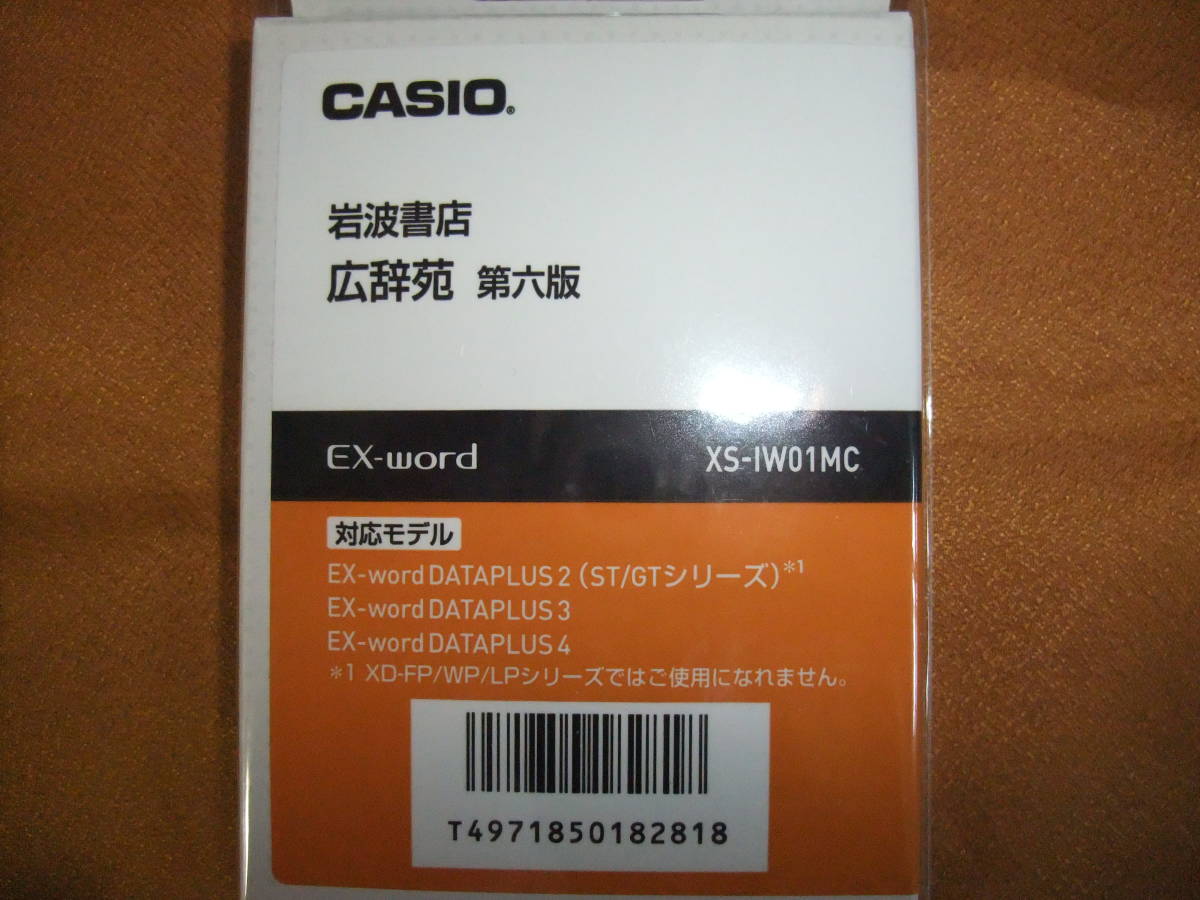 CASIO®
岩波書店
広辞苑 第六版
EX-word XS-IW01MC
対応モデル
EX-word DATAPLUS 2（ST/GTシリーズ）*1
EX-word DATAPLUS 3
EX-word DATAPLUS 4
*1 XD-FP/WP/LPシリーズではご使用になれません。
T4971850182818